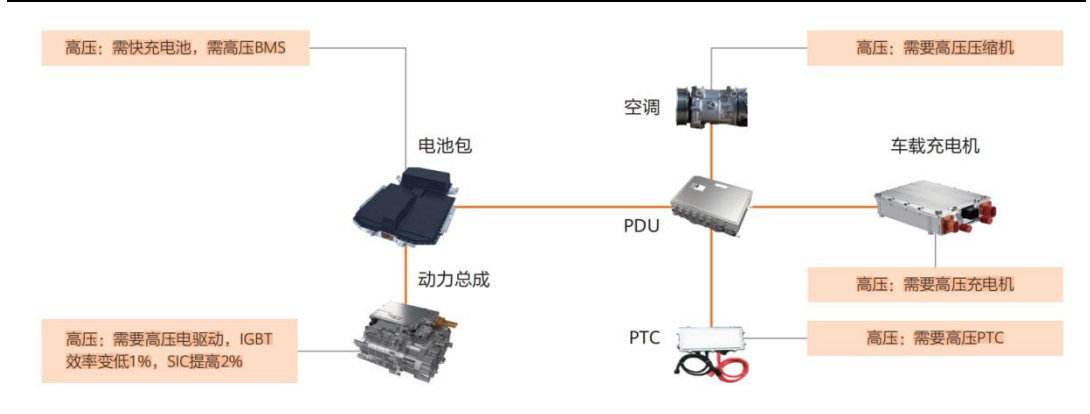 高压：需快充电池，需高压BMS
高压：需要高压压缩机
空调
电池包
车载充电机
PDU
动力总成
高压：需要高压充电机
高压：需要高压电驱动，IGBT
效率变低1%，SIC提高2%
PTC
高压：需要高压PTC